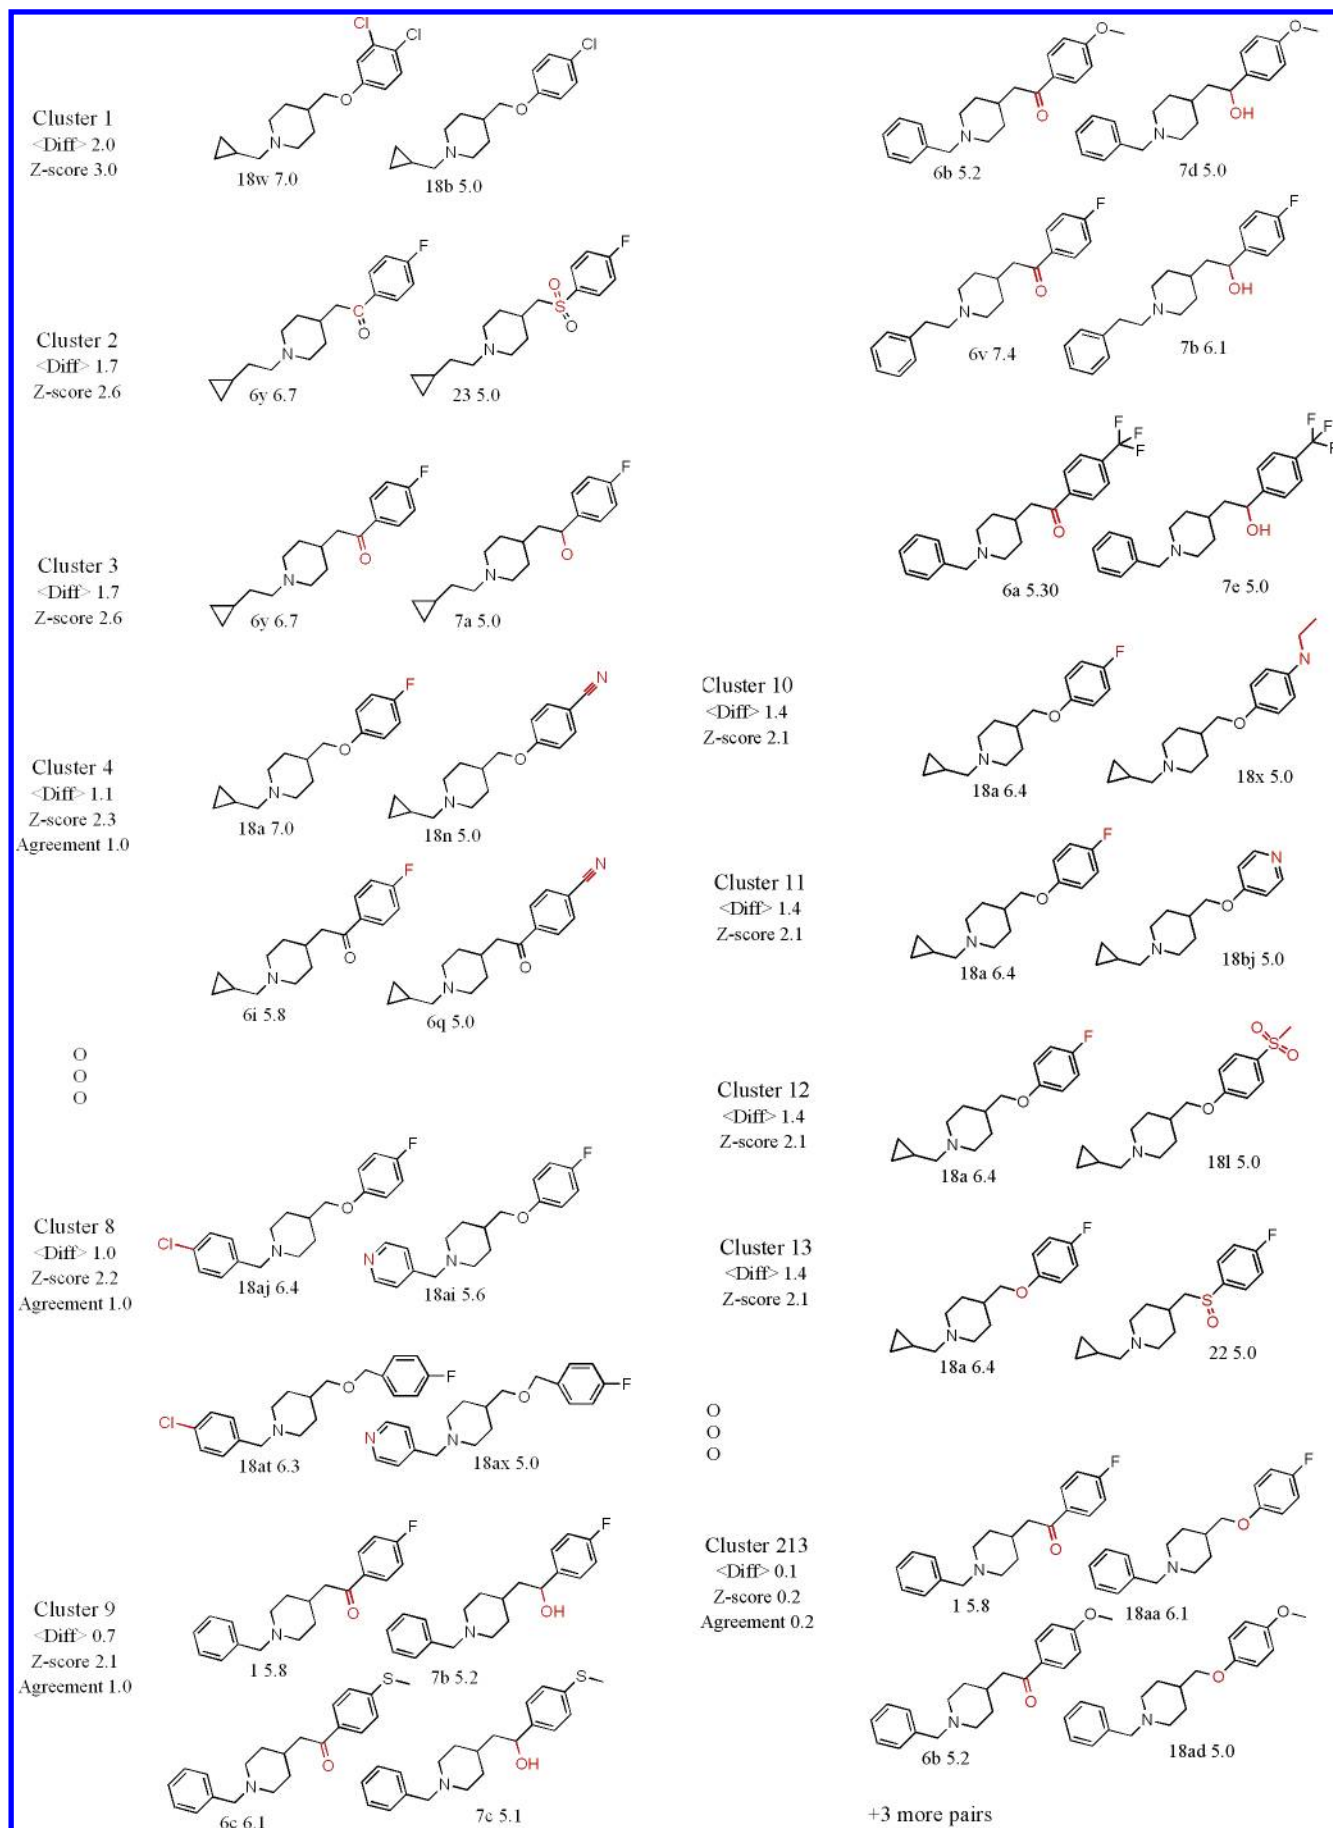 Cl
Cl
O
N
18w 7.0
Cl
O
N
18b 5.0
Cluster 1
<Diff> 2.0
Z-score 3.0
F
C
O
N
6y 6.7
F
O
S
O
N
23 5.0
Cluster 2
<Diff> 1.7
Z-score 2.6
F
O
N
6y 6.7
F
O
N
7a 5.0
Cluster 3
<Diff> 1.7
Z-score 2.6
F
O
N
18a 7.0
N
O
N
18n 5.0
Cluster 4
<Diff> 1.1
Z-score 2.3
Agreement 1.0
F
O
N
6i 5.8
N
O
N
6q 5.0
O
O
O
F
O
Cl
N
18aj 6.4
F
O
N
N
18ai 5.6
Cluster 8
<Diff> 1.0
Z-score 2.2
Agreement 1.0
O
F
Cl
N
18at 6.3
O
F
N
N
18ax 5.0
F
O
N
1 5.8
F
OH
N
7b 5.2
Cluster 9
<Diff> 0.7
Z-score 2.1
Agreement 1.0
S
O
N
6c 6.1
S
OH
N
7c 5.1
O
O
N
6b 5.2
O
OH
N
7d 5.0
F
O
N
6v 7.4
F
OH
N
7b 6.1
F
F
F
O
N
6a 5.30
F
F
F
OH
N
7e 5.0
Cluster 10
<Diff> 1.4
Z-score 2.1
F
O
N
18a 6.4
N
O
N
18x 5.0
Cluster 11
<Diff> 1.4
Z-score 2.1
F
O
N
18a 6.4
N
O
N
18bj 5.0
Cluster 12
<Diff> 1.4
Z-score 2.1
F
O
N
18a 6.4
O
S
O
O
N
18l 5.0
Cluster 13
<Diff> 1.4
Z-score 2.1
F
O
N
18a 6.4
F
S
O
N
22 5.0
O
O
O
Cluster 213
<Diff> 0.1
Z-score 0.2
Agreement 0.2
F
O
N
1 5.8
F
O
N
18aa 6.1
O
O
N
6b 5.2
O
O
N
18ad 5.0
+3 more pairs